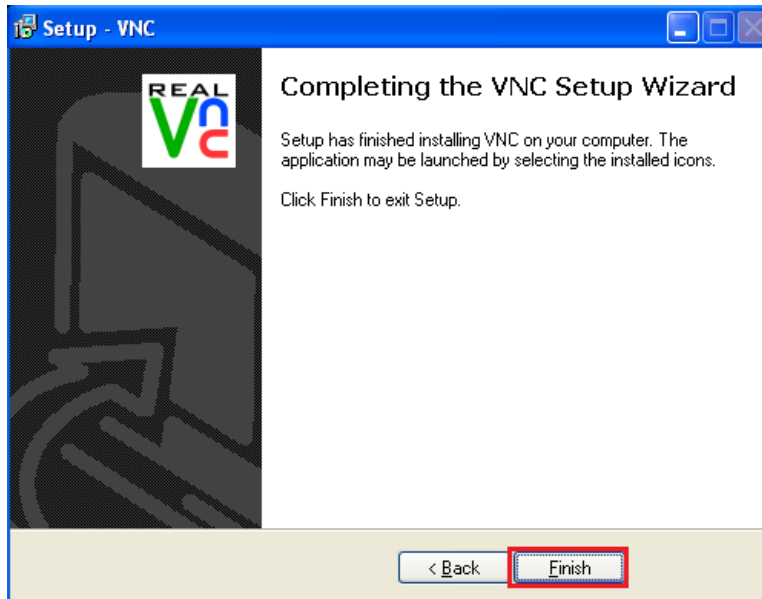 Setup - VNC
REAL
VNC
Completing the VNC Setup Wizard
Setup has finished installing VNC on your computer. The
application may be launched by selecting the installed icons.
Click Finish to exit Setup.
< Back
Finish